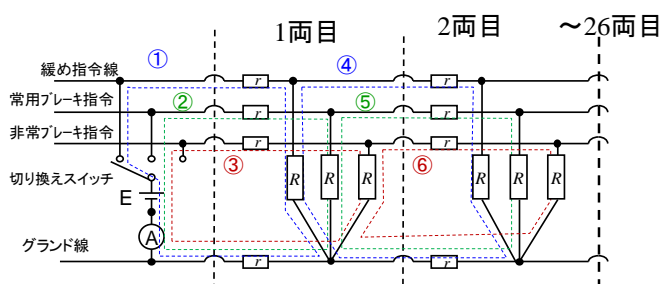 1両目
2両目
～26両目
緩め指令線
①
④
r
r
常用ブレーキ指令
②
⑤
r
r
非常ブレーキ指令
r
r
③
⑥
切り換えスイッチ
R
R
R
R
R
R
E
A
グランド線
r
r